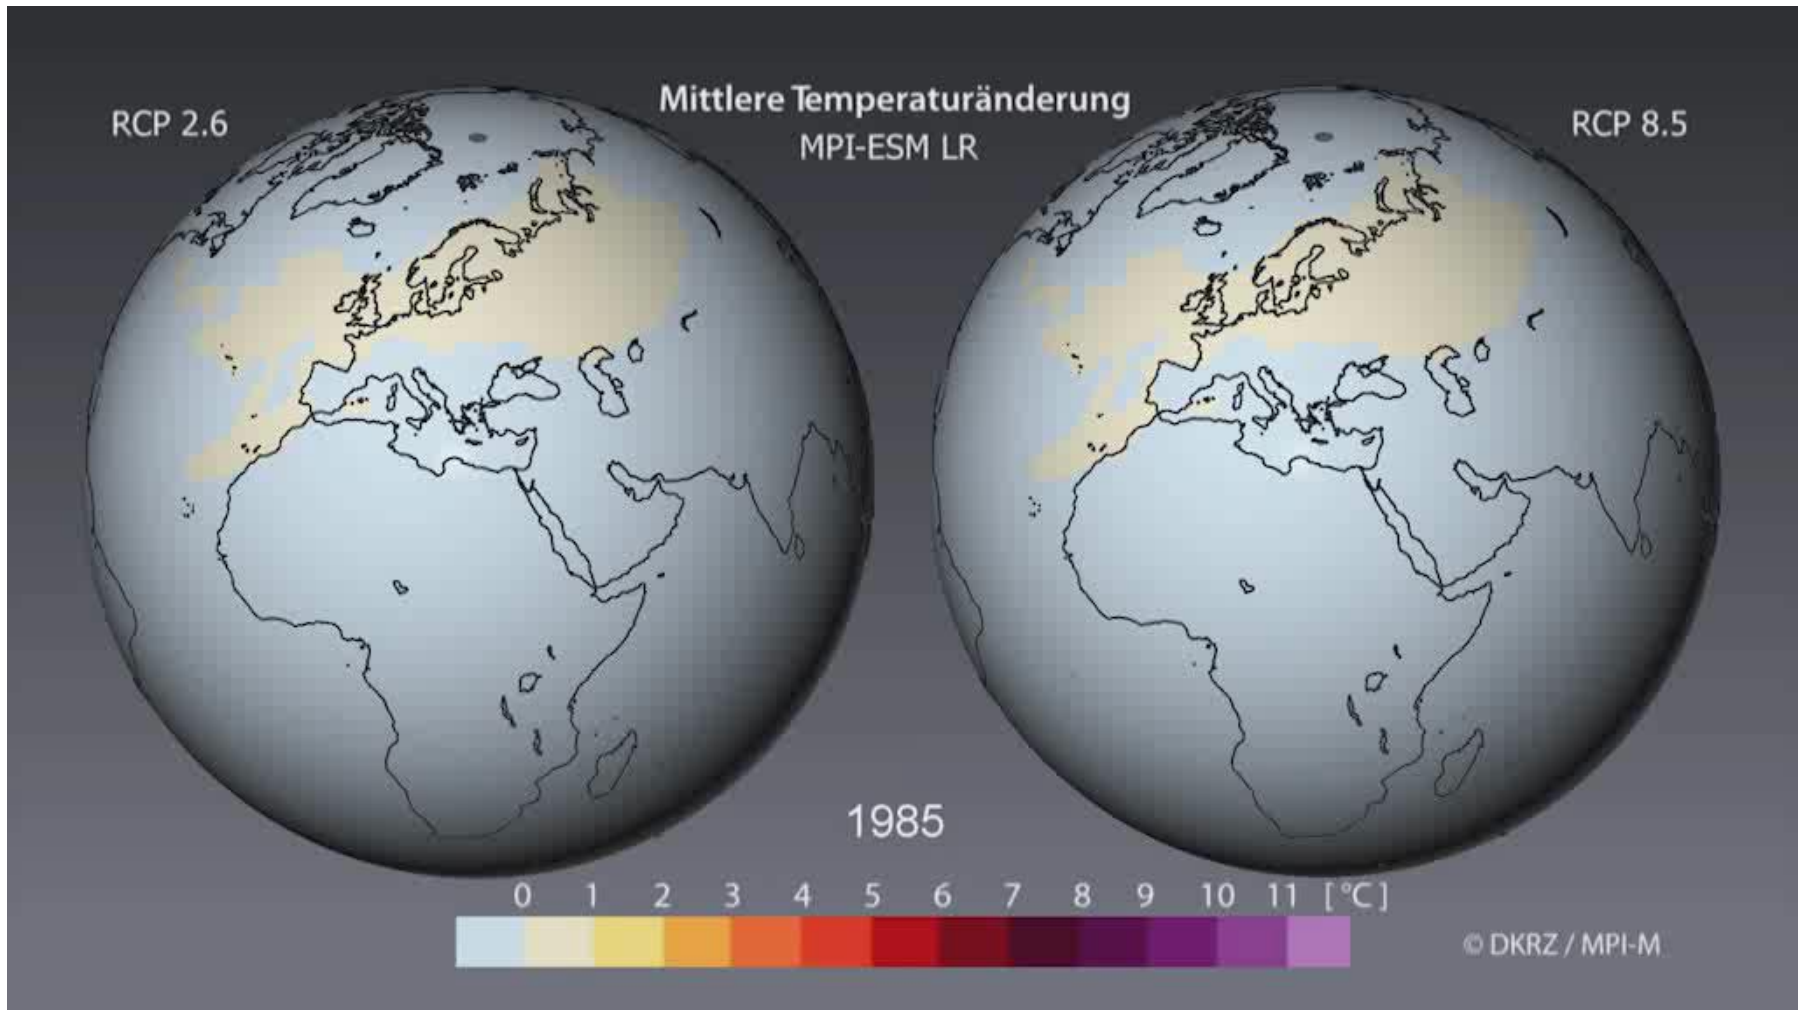 Mittlere Temperaturänderung
RCP 2.6
MPI-ESM LR
RCP 8.5
1985
0 1 2 3 4 5 6 7 8 9 10 11 [°C]
© DKRZ / MPI-M